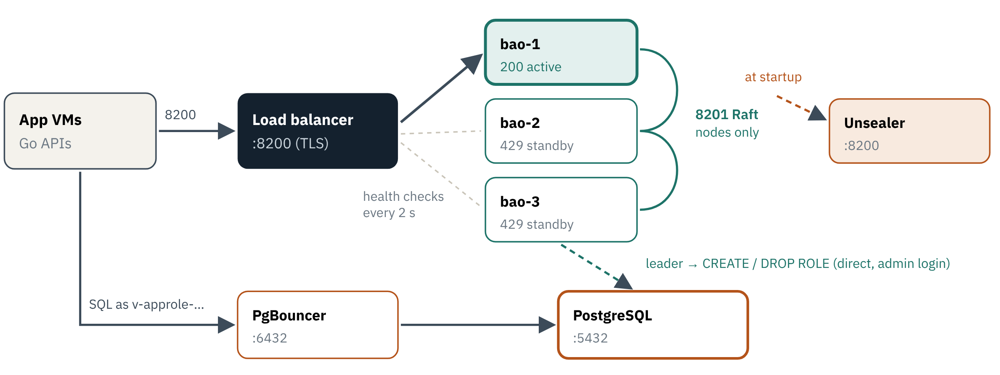 bao-1
200 active
at startup
App VMs
Go APIs
8200
Load balancer
:8200 (TLS)
bao-2
429 standby
8201 Raft
nodes only
Unsealer
:8200
health checks
every 2 s
bao-3
429 standby
leader → CREATE / DROP ROLE (direct, admin login)
SQL as v-approle-...
PgBouncer
:6432
PostgreSQL
:5432